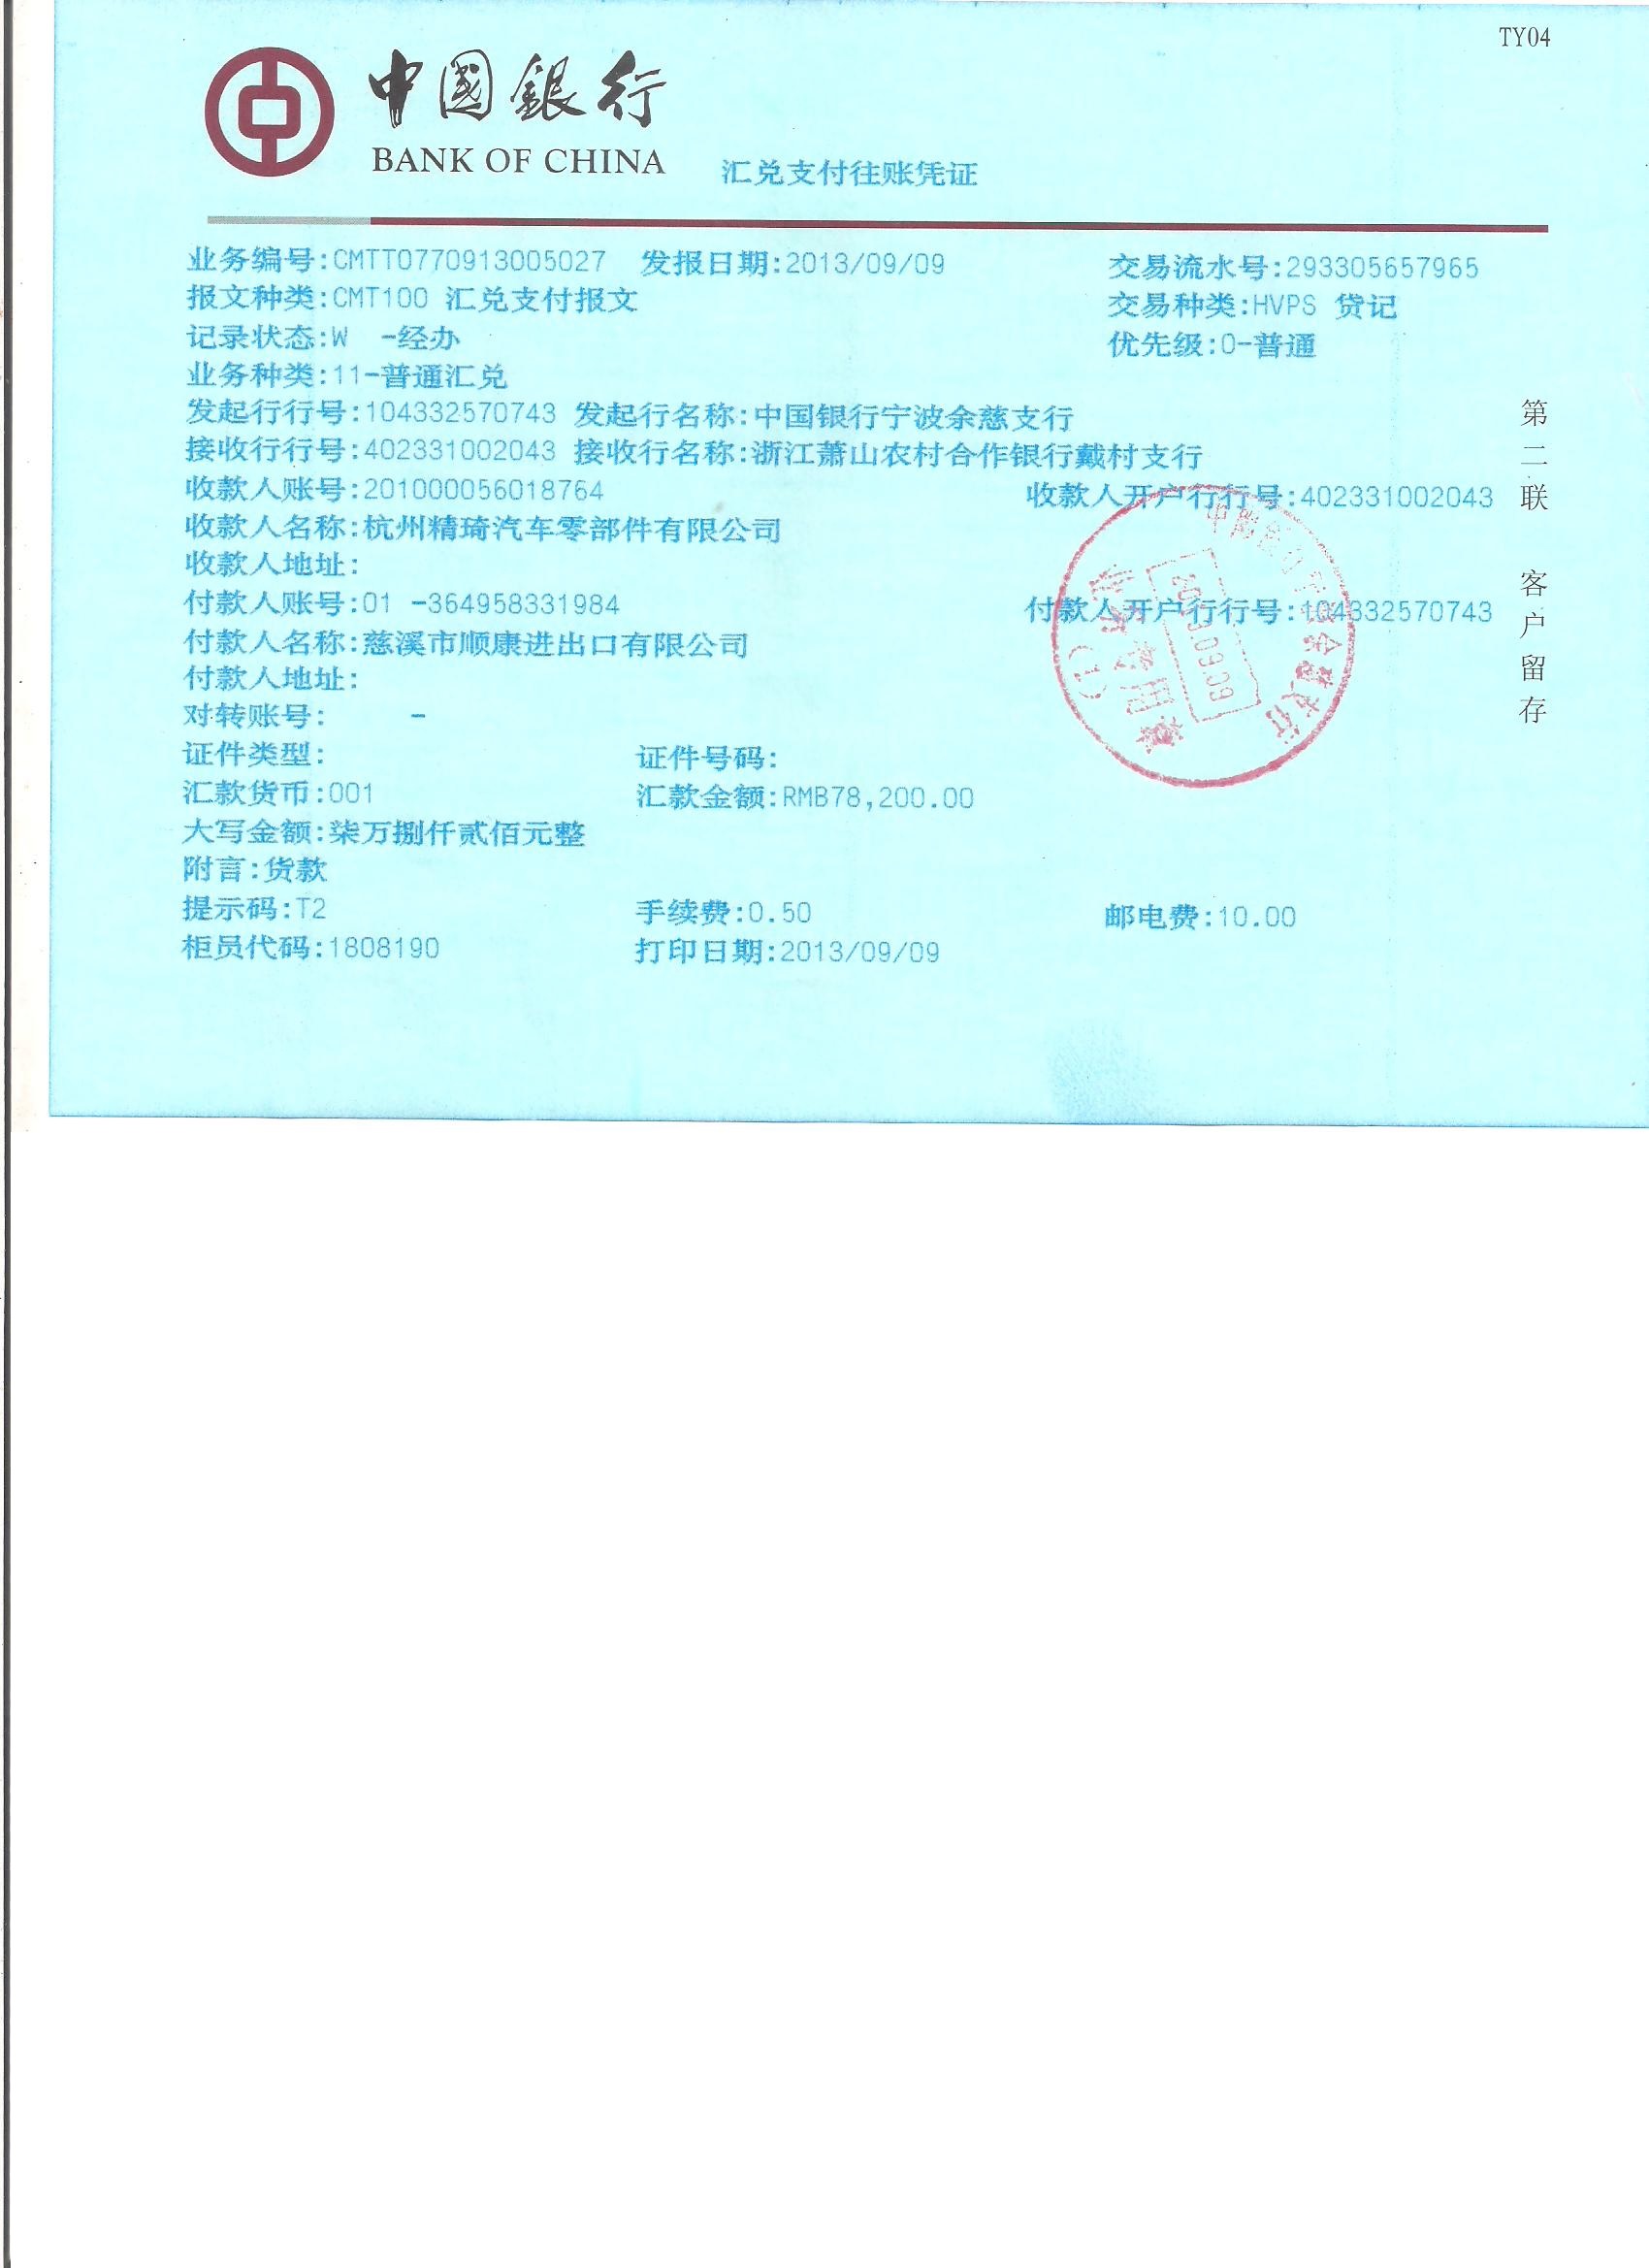 TY04
中國銀行
BANK OF CHINA
汇兑支付往账凭证
业务编号:CMTT0770913005027 发报日期:2013/09/09 交易流水号:293305657965
报文种类:CMT100 汇兑支付报文 交易种类:HVPS 贷记
记录状态:W -经办 优先级:0-普通
业务种类:11-普通汇兑
发起行行号:104332570743 发起行名称:中国银行宁波余慈支行
接收行行号:402331002043 接收行名称:浙江萧山农村合作银行戴村支行
收款人账号:201000056018764 收款人开户行行号:402331002043
收款人名称:杭州精琦汽车零部件有限公司
收款人地址:
付款人账号:01 -364958331984 付款人开户行行号:104332570743
付款人名称:慈溪市顺康进出口有限公司
付款人地址:
对转账号: -
证件类型: 证件号码:
汇款货币:001 汇款金额:RMB78,200.00
大写金额:柒万捌仟贰佰元整
附言:货款
提示码:T2 手续费:0.50 邮电费:10.00
柜员代码:1808190 打印日期:2013/09/09
第二联 客户留存